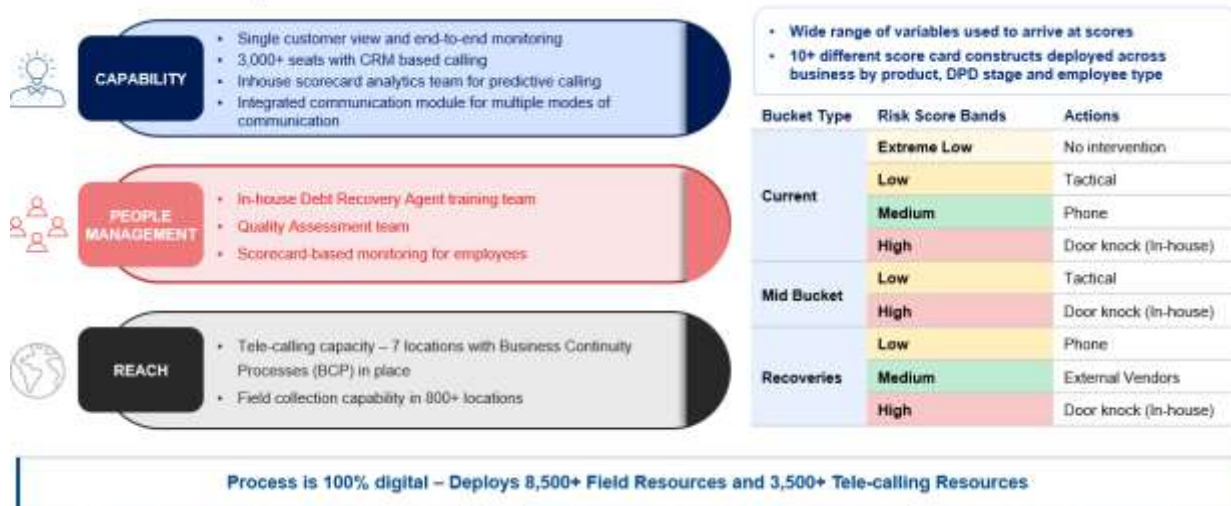 CAPABILITY
• Single customer view and end-to-end monitoring
• 3,000+ seats with CRM based calling
• Inhouse scorecard analytics team for predictive calling
• Integrated communication module for multiple modes of
communication
PEOPLE
MANAGEMENT
• In-house Debt Recovery Agent training team
• Quality Assessment team
• Scorecard-based monitoring for employees
REACH
• Tele-calling capacity – 7 locations with Business Continuity
Processes (BCP) in place
• Field collection capability in 800+ locations
• Wide range of variables used to arrive at scores
• 10+ different score card constructs deployed across
business by product, DPD stage and employee type
Bucket Type Risk Score Bands Actions
Current
Extreme Low No intervention
Low Tactical
Medium Phone
High Door knock (In-house)
Mid Bucket
Low Tactical
High Door knock (In-house)
Recoveries
Low Phone
Medium External Vendors
High Door knock (In-house)
Process is 100% digital – Deploys 8,500+ Field Resources and 3,500+ Tele-calling Resources